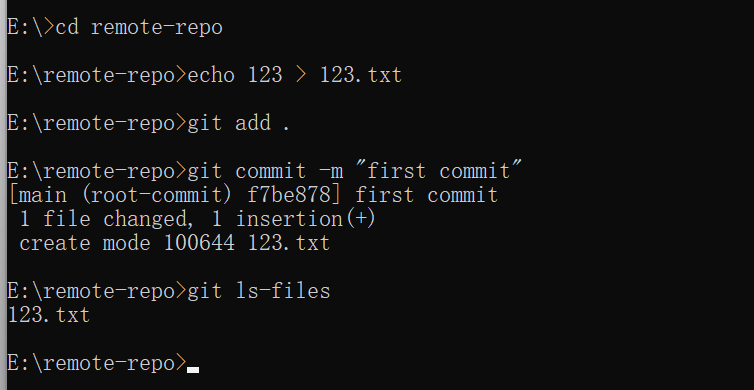 E:\>cd remote-repo
E:\remote-repo>echo 123 > 123.txt
E:\remote-repo>git add .
E:\remote-repo>git commit -m "first commit"
[main (root-commit) f7be878] first commit
 1 file changed, 1 insertion(+)
 create mode 100644 123.txt
E:\remote-repo>git ls-files
123.txt
E:\remote-repo>